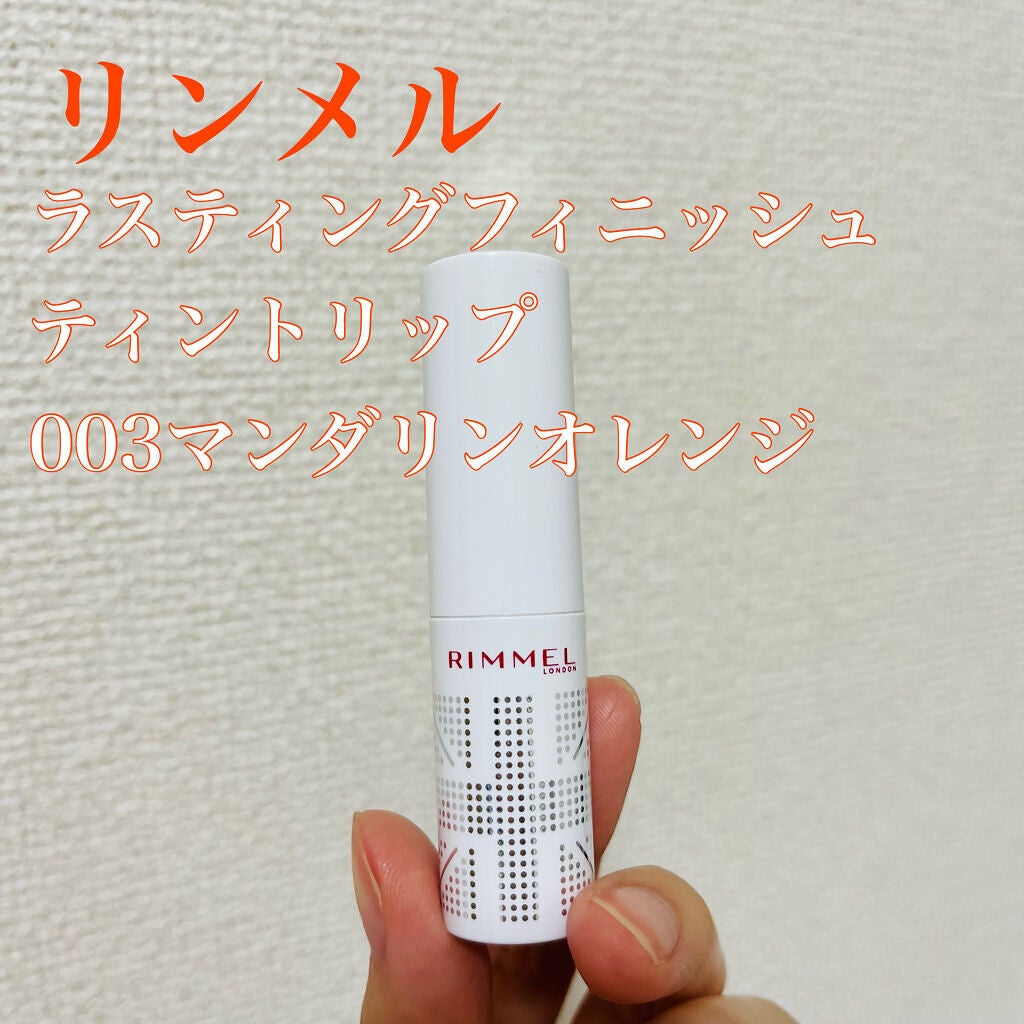 リンメル
ラスティングフィニッシュ
ティントリップ
003マンダリンオレンジ
RIMMEL
LONDON